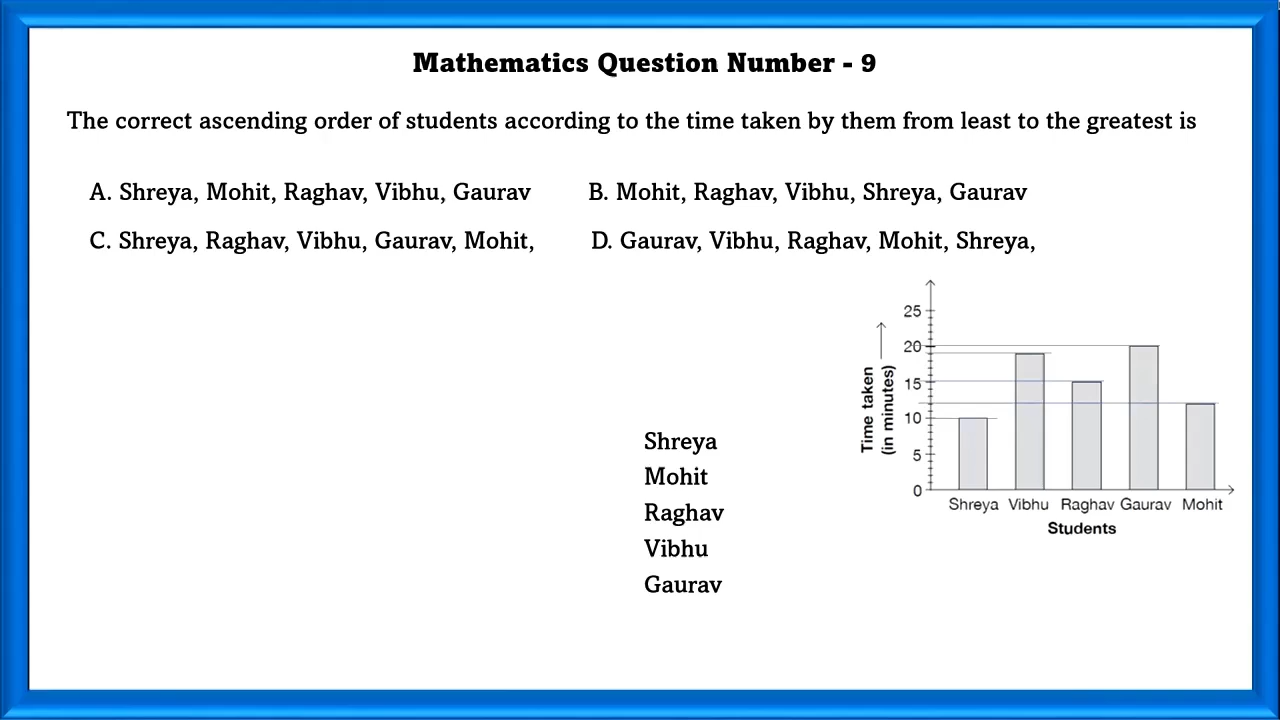 Mathematics Question Number - 9
The correct ascending order of students according to the time taken by them from least to the greatest is
A. Shreya, Mohit, Raghav, Vibhu, Gaurav
B. Mohit, Raghav, Vibhu, Shreya, Gaurav
C. Shreya, Raghav, Vibhu, Gaurav, Mohit,
D. Gaurav, Vibhu, Raghav, Mohit, Shreya,
Shreya
Mohit
Raghav
Vibhu
Gaurav
Time taken
(in minutes)
25
20
15
10
5
0
Shreya Vibhu Raghav Gaurav Mohit
Students